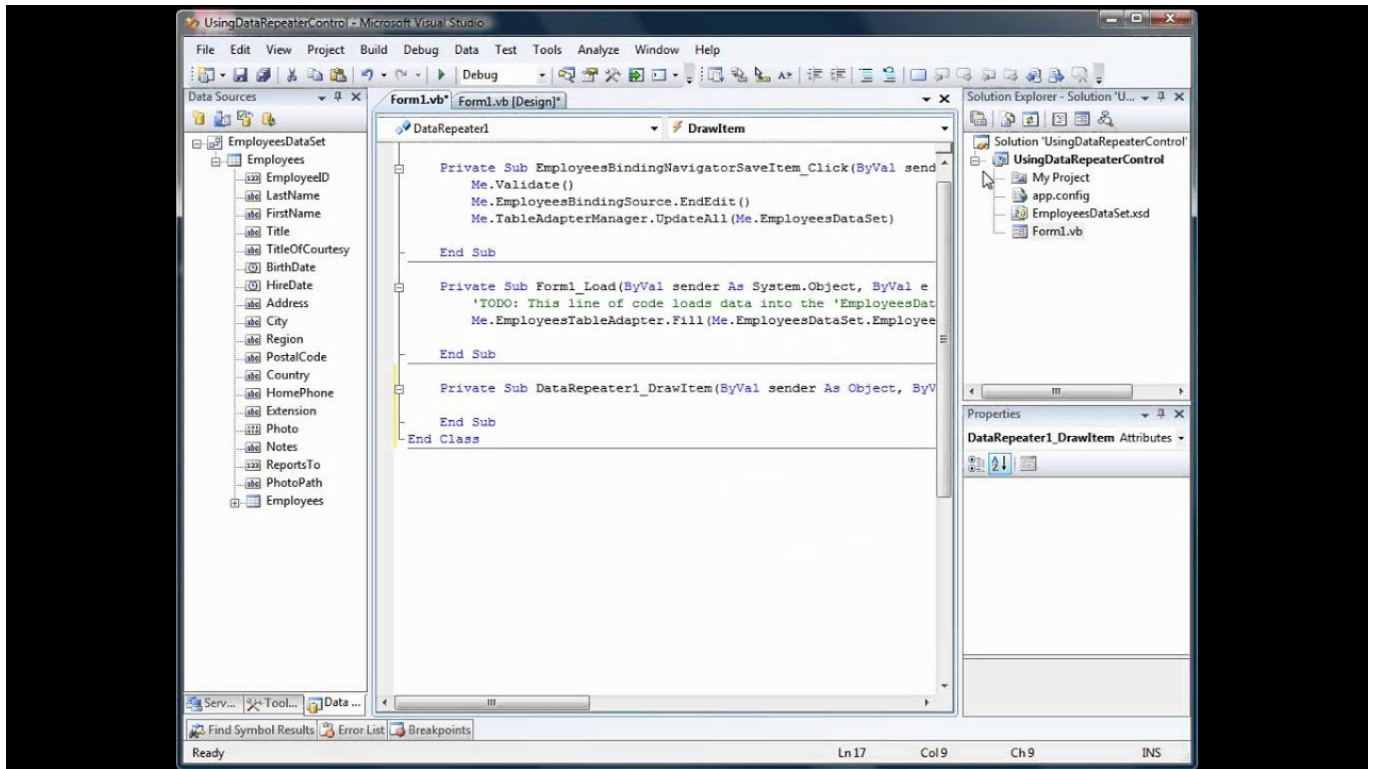 UsingDataRepeaterControl - Microsoft Visual Studio
File Edit View Project Build Debug Data Test Tools Analyze Window Help
Debug
Data Sources
EmployeesDataSet
Employees
EmployeeID
LastName
FirstName
Title
TitleOfCourtesy
BirthDate
HireDate
Address
City
Region
PostalCode
Country
HomePhone
Extension
Photo
Notes
ReportsTo
PhotoPath
Employees
Serv... Tool... Data ...
Form1.vb* Form1.vb [Design]*
DataRepeater1 DrawItem
Private Sub EmployeesBindingNavigatorSaveItem_Click(ByVal send
Me.Validate()
Me.EmployeesBindingSource.EndEdit()
Me.TableAdapterManager.UpdateAll(Me.EmployeesDataSet)
End Sub
Private Sub Form1_Load(ByVal sender As System.Object, ByVal e
'TODO: This line of code loads data into the 'EmployeesDat
Me.EmployeesTableAdapter.Fill(Me.EmployeesDataSet.Employee
End Sub
Private Sub DataRepeater1_DrawItem(ByVal sender As Object, ByV
End Sub
End Class
Solution Explorer - Solution 'U...
Solution 'UsingDataRepeaterControl'
UsingDataRepeaterControl
My Project
app.config
EmployeesDataSet.xsd
Form1.vb
Properties
DataRepeater1_DrawItem Attributes
Find Symbol Results Error List Breakpoints
Ready Ln 17 Col 9 Ch 9 INS